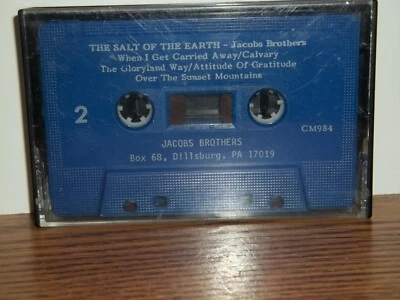 THE SALT OF THE EARTH - Jacobs Brothers
When I Get Carried Away/Calvary
The Gloryland Way/Attitude Of Gratitude
Over The Sunset Mountains
2
CM984
JACOBS BROTHERS
Box 68, Dillsburg, PA 17019